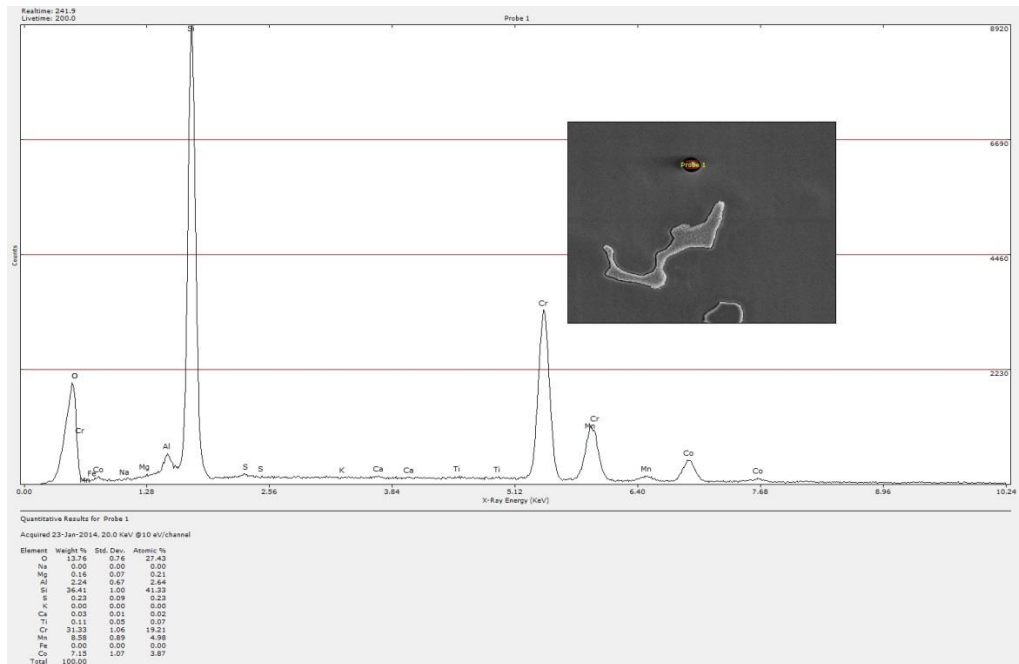 Realtime: 241.9
Livetime: 200.0
Probe 1
8920
Si
6690
Probe 1
4460
Counts
Cr
2230
O
Cr
Cr
Mn
Al
Co
Fe
Co
Mn
Na
Mg
S
S
K
Ca
Ca
Ti
Ti
Mn
Co
0.00
1.28
2.56
3.84
5.12
6.40
7.68
8.96
10.24
X-Ray Energy (KeV)
Quantitative Results for Probe 1
Acquired 23-Jan-2014, 20.0 KeV @10 eV/channel
Element Weight % Std. Dev. Atomic %
O 13.76 0.76 27.43
Na 0.00 0.00 0.00
Mg 0.16 0.07 0.21
Al 2.24 0.67 2.64
Si 36.41 1.00 41.33
S 0.23 0.09 0.23
K 0.00 0.00 0.00
Ca 0.03 0.01 0.02
Ti 0.11 0.05 0.07
Cr 31.33 1.06 19.21
Mn 8.58 0.89 4.98
Fe 0.00 0.00 0.00
Co 7.15 1.07 3.87
Total 100.00